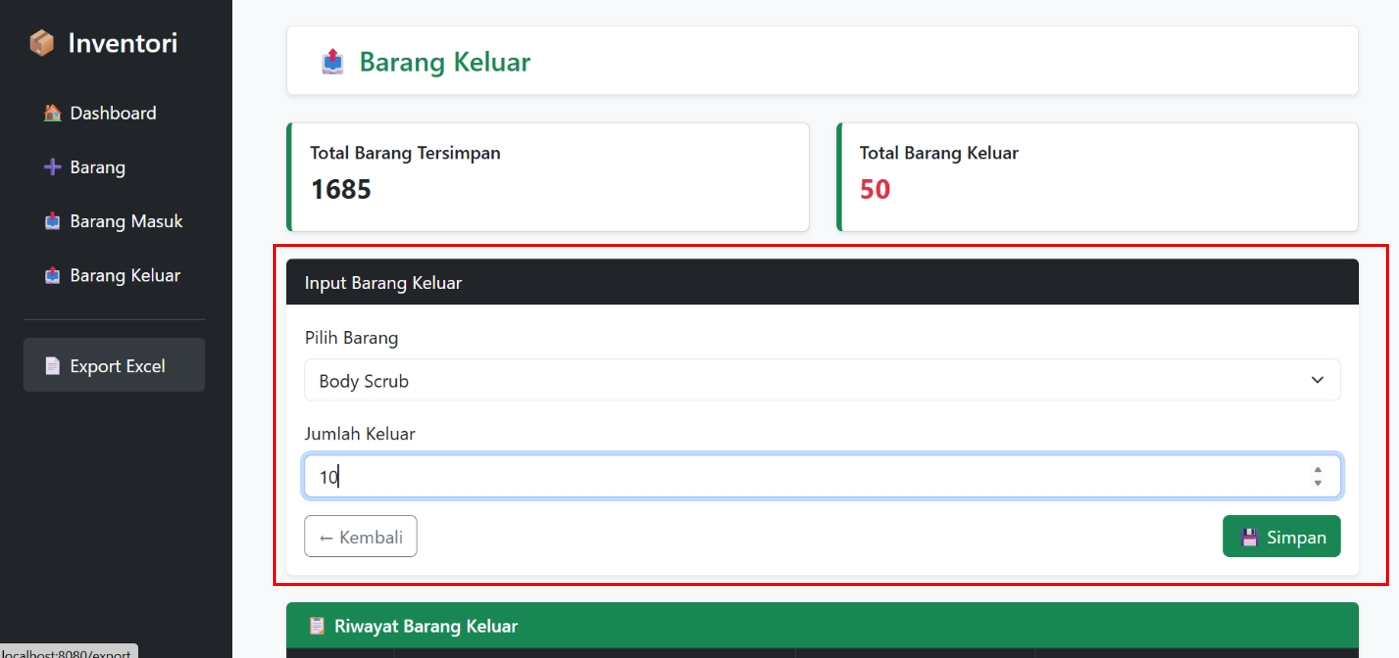 Inventori
Dashboard
Barang
Barang Masuk
Barang Keluar
Export Excel
Barang Keluar
Total Barang Tersimpan
1685
Total Barang Keluar
50
Input Barang Keluar
Pilih Barang
Body Scrub
Jumlah Keluar
10
← Kembali
Simpan
Riwayat Barang Keluar
localhost:8080/export